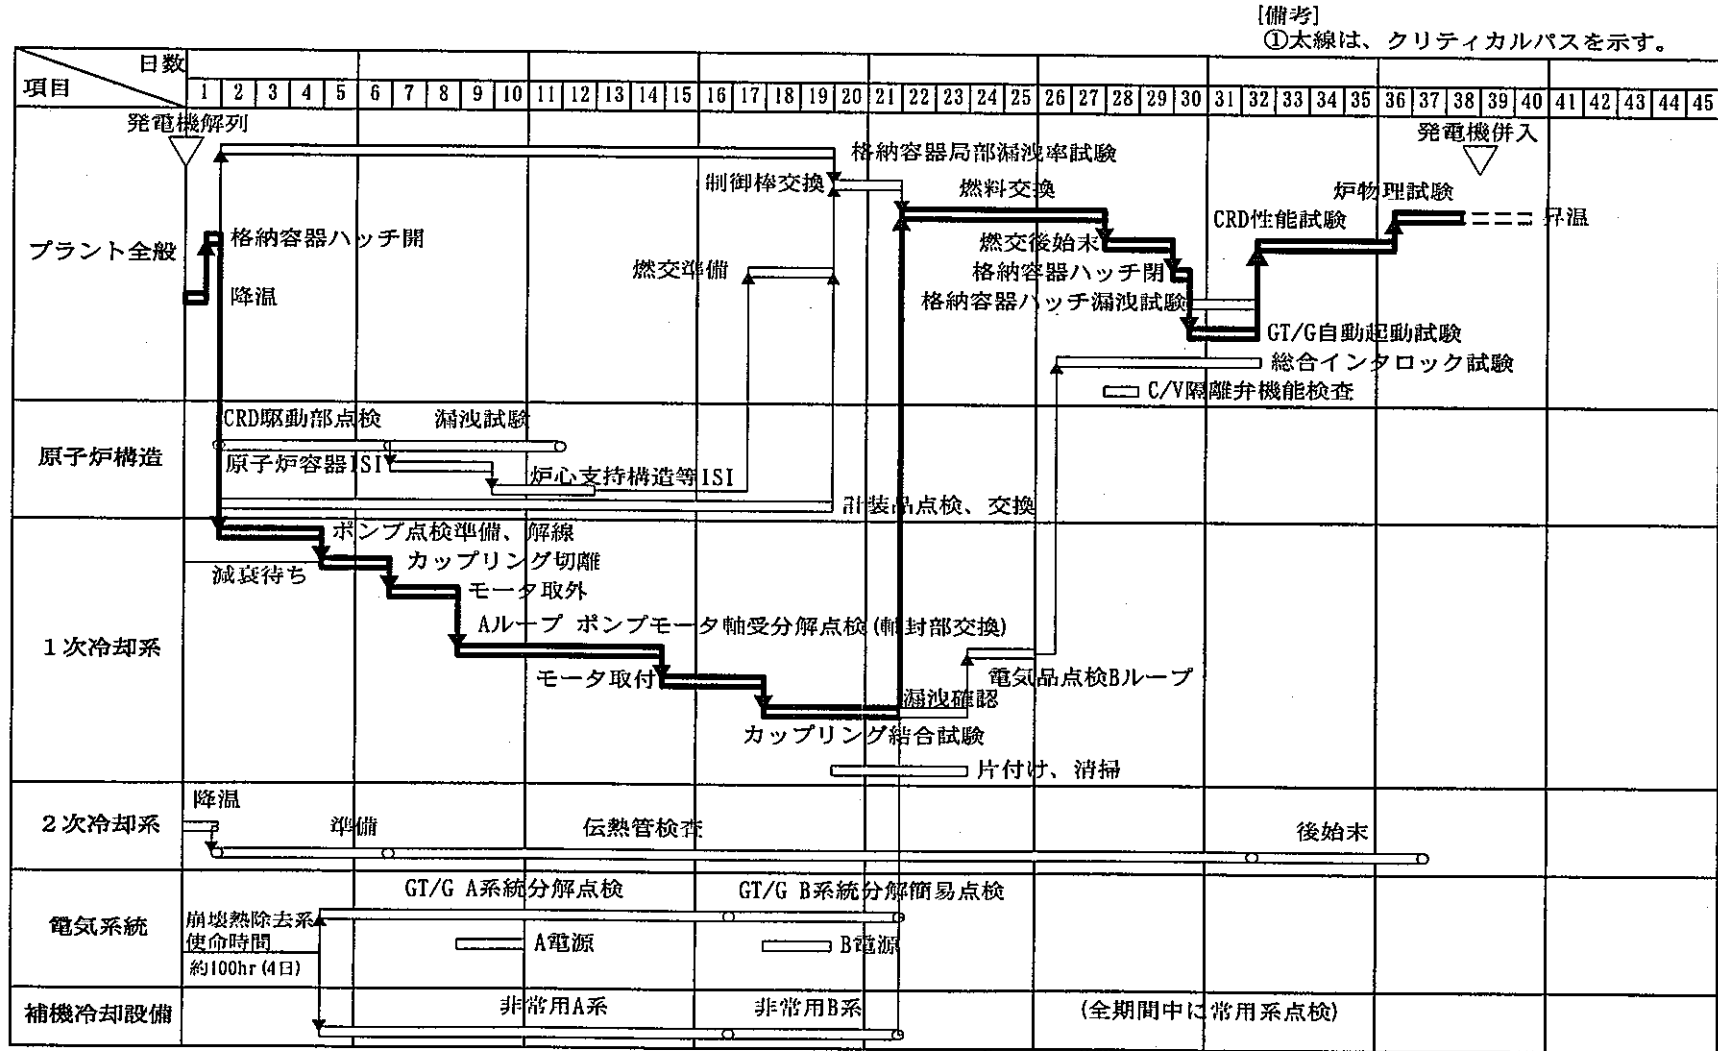 [備考]
①太線は、クリティカルパスを示す。
日数
項目
1 2 3 4 5 6 7 8 9 10 11 12 13 14 15 16 17 18 19 20 21 22 23 24 25 26 27 28 29 30 31 32 33 34 35 36 37 38 39 40 41 42 43 44 45
発電機解列
発電機併入
格納容器局部漏洩率試験
制御棒交換
燃料交換
炉物理試験
CRD性能試験
昇温
プラント全般
格納容器ハッチ開
燃交後始末
燃交準備
格納容器ハッチ閉
降温
格納容器ハッチ漏洩試験
GT/G自動起動試験
総合インタロック試験
C/V隔離弁機能検査
CRD駆動部点検
漏洩試験
原子炉構造
原子炉容器ISI
炉心支持構造等ISI
計装品点検、交換
ポンプ点検準備、解線
カップリング切離
減衰待ち
モータ取外
Aループ ポンプモータ軸受分解点検(軸封部交換)
1次冷却系
モータ取付
電気品点検Bループ
漏洩確認
カップリング結合試験
片付け、清掃
降温
2次冷却系
準備
伝熱管検査
後始末
GT/G A系統分解点検
GT/G B系統分解簡易点検
電気系統
崩壊熱除去系
使命時間
A電源
B電源
約100hr(4日)
補機冷却設備
非常用A系
非常用B系
(全期間中に常用系点検)